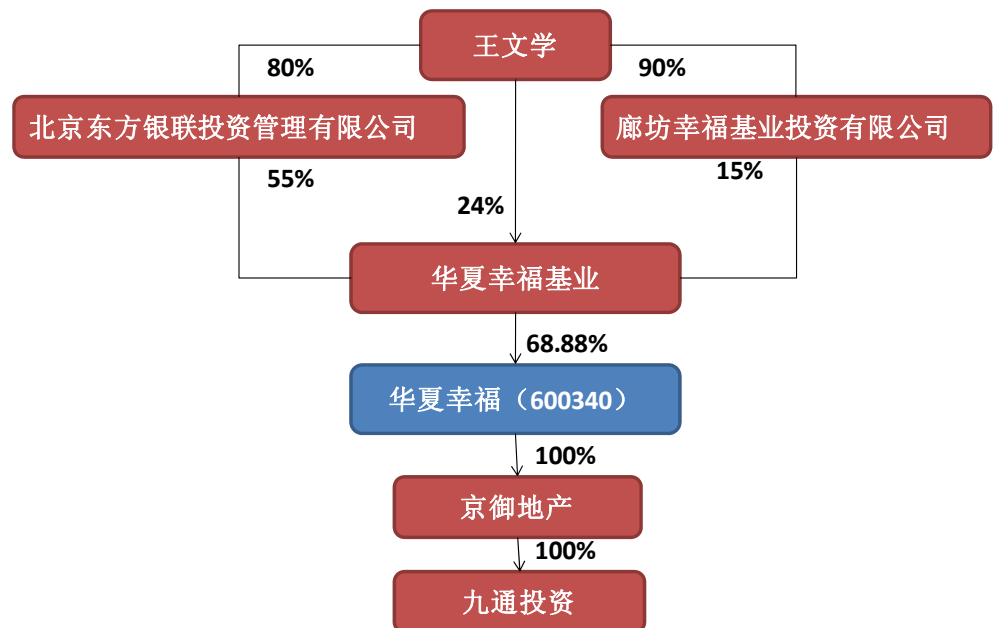 王文学
80%
90%
北京东方银联投资管理有限公司
廊坊幸福基业投资有限公司
55%
15%
24%
华夏幸福基业
68.88%
华夏幸福（600340）
100%
京御地产
100%
九通投资